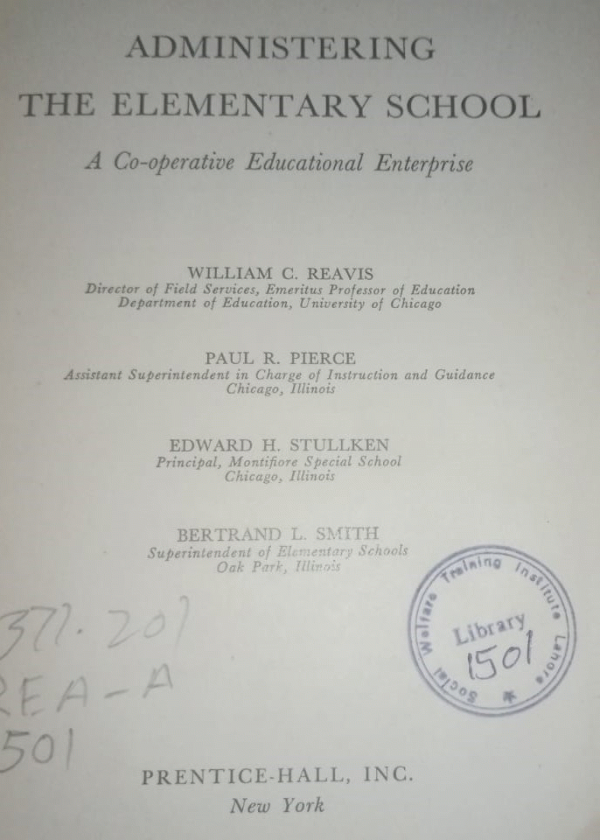 ADMINISTERING
THE ELEMENTARY SCHOOL
A Co-operative Educational Enterprise
WILLIAM C. REAVIS
Director of Field Services, Emeritus Professor of Education
Department of Education, University of Chicago
PAUL R. PIERCE
Assistant Superintendent in Charge of Instruction and Guidance
Chicago, Illinois
EDWARD H. STULLKEN
Principal, Montifiore Special School
Chicago, Illinois
BERTRAND L. SMITH
Superintendent of Elementary Schools
Oak Park, Illinois
Social Welfare Training Institute Lahore
Library
1501
371.201
REA-A
501
PRENTICE-HALL, INC.
New York